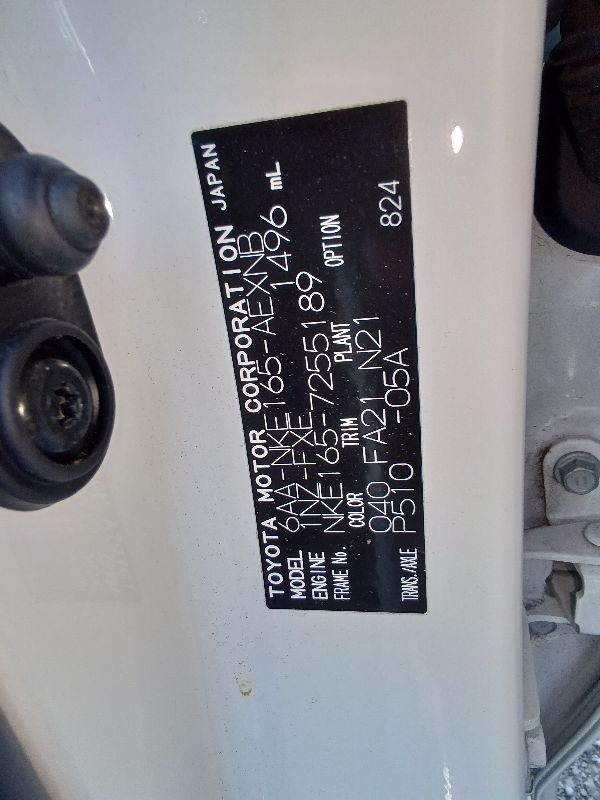 TOYOTA MOTOR CORPORATION JAPAN
MODEL 6AA-NKE165-AEXNB
ENGINE 1NZ-FXE 1496 mL
FRAME No. NKE165-7255189
COLOR TRIM PLANT OPTION
040 FA21 N21
TRANS./AXLE P510 -05A 824